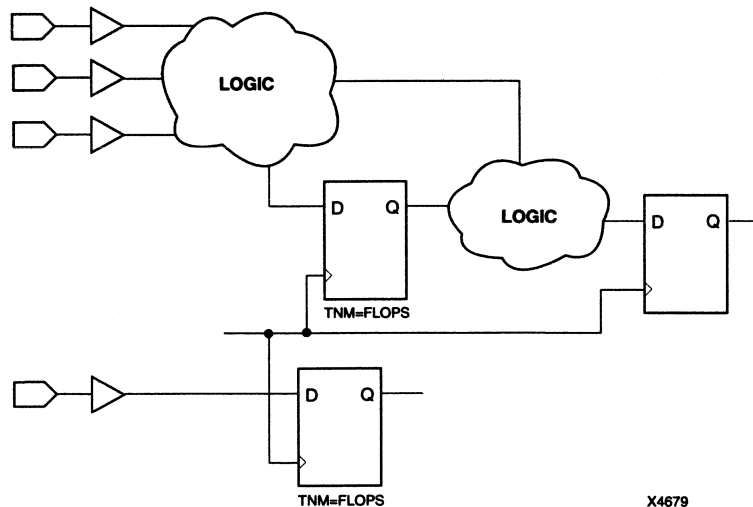 LOGIC
D Q
LOGIC
D Q
TNM=FLOPS
D Q
TNM=FLOPS
X4679